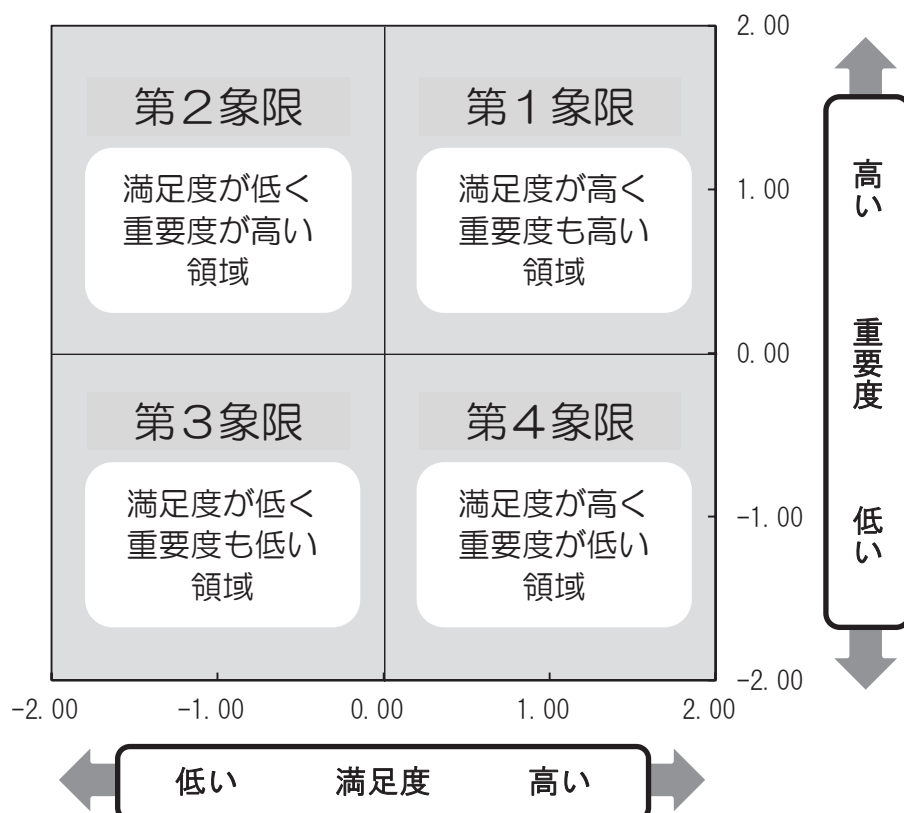 2.00
第２象限
第１象限
満足度が低く
重要度が高い
領域
満足度が高く
重要度も高い
領域
1.00
高い
0.00
重要度
第３象限
第４象限
満足度が低く
重要度も低い
領域
満足度が高く
重要度が低い
領域
-1.00
低い
-2.00
-2.00 -1.00 0.00 1.00 2.00
低い 満足度 高い